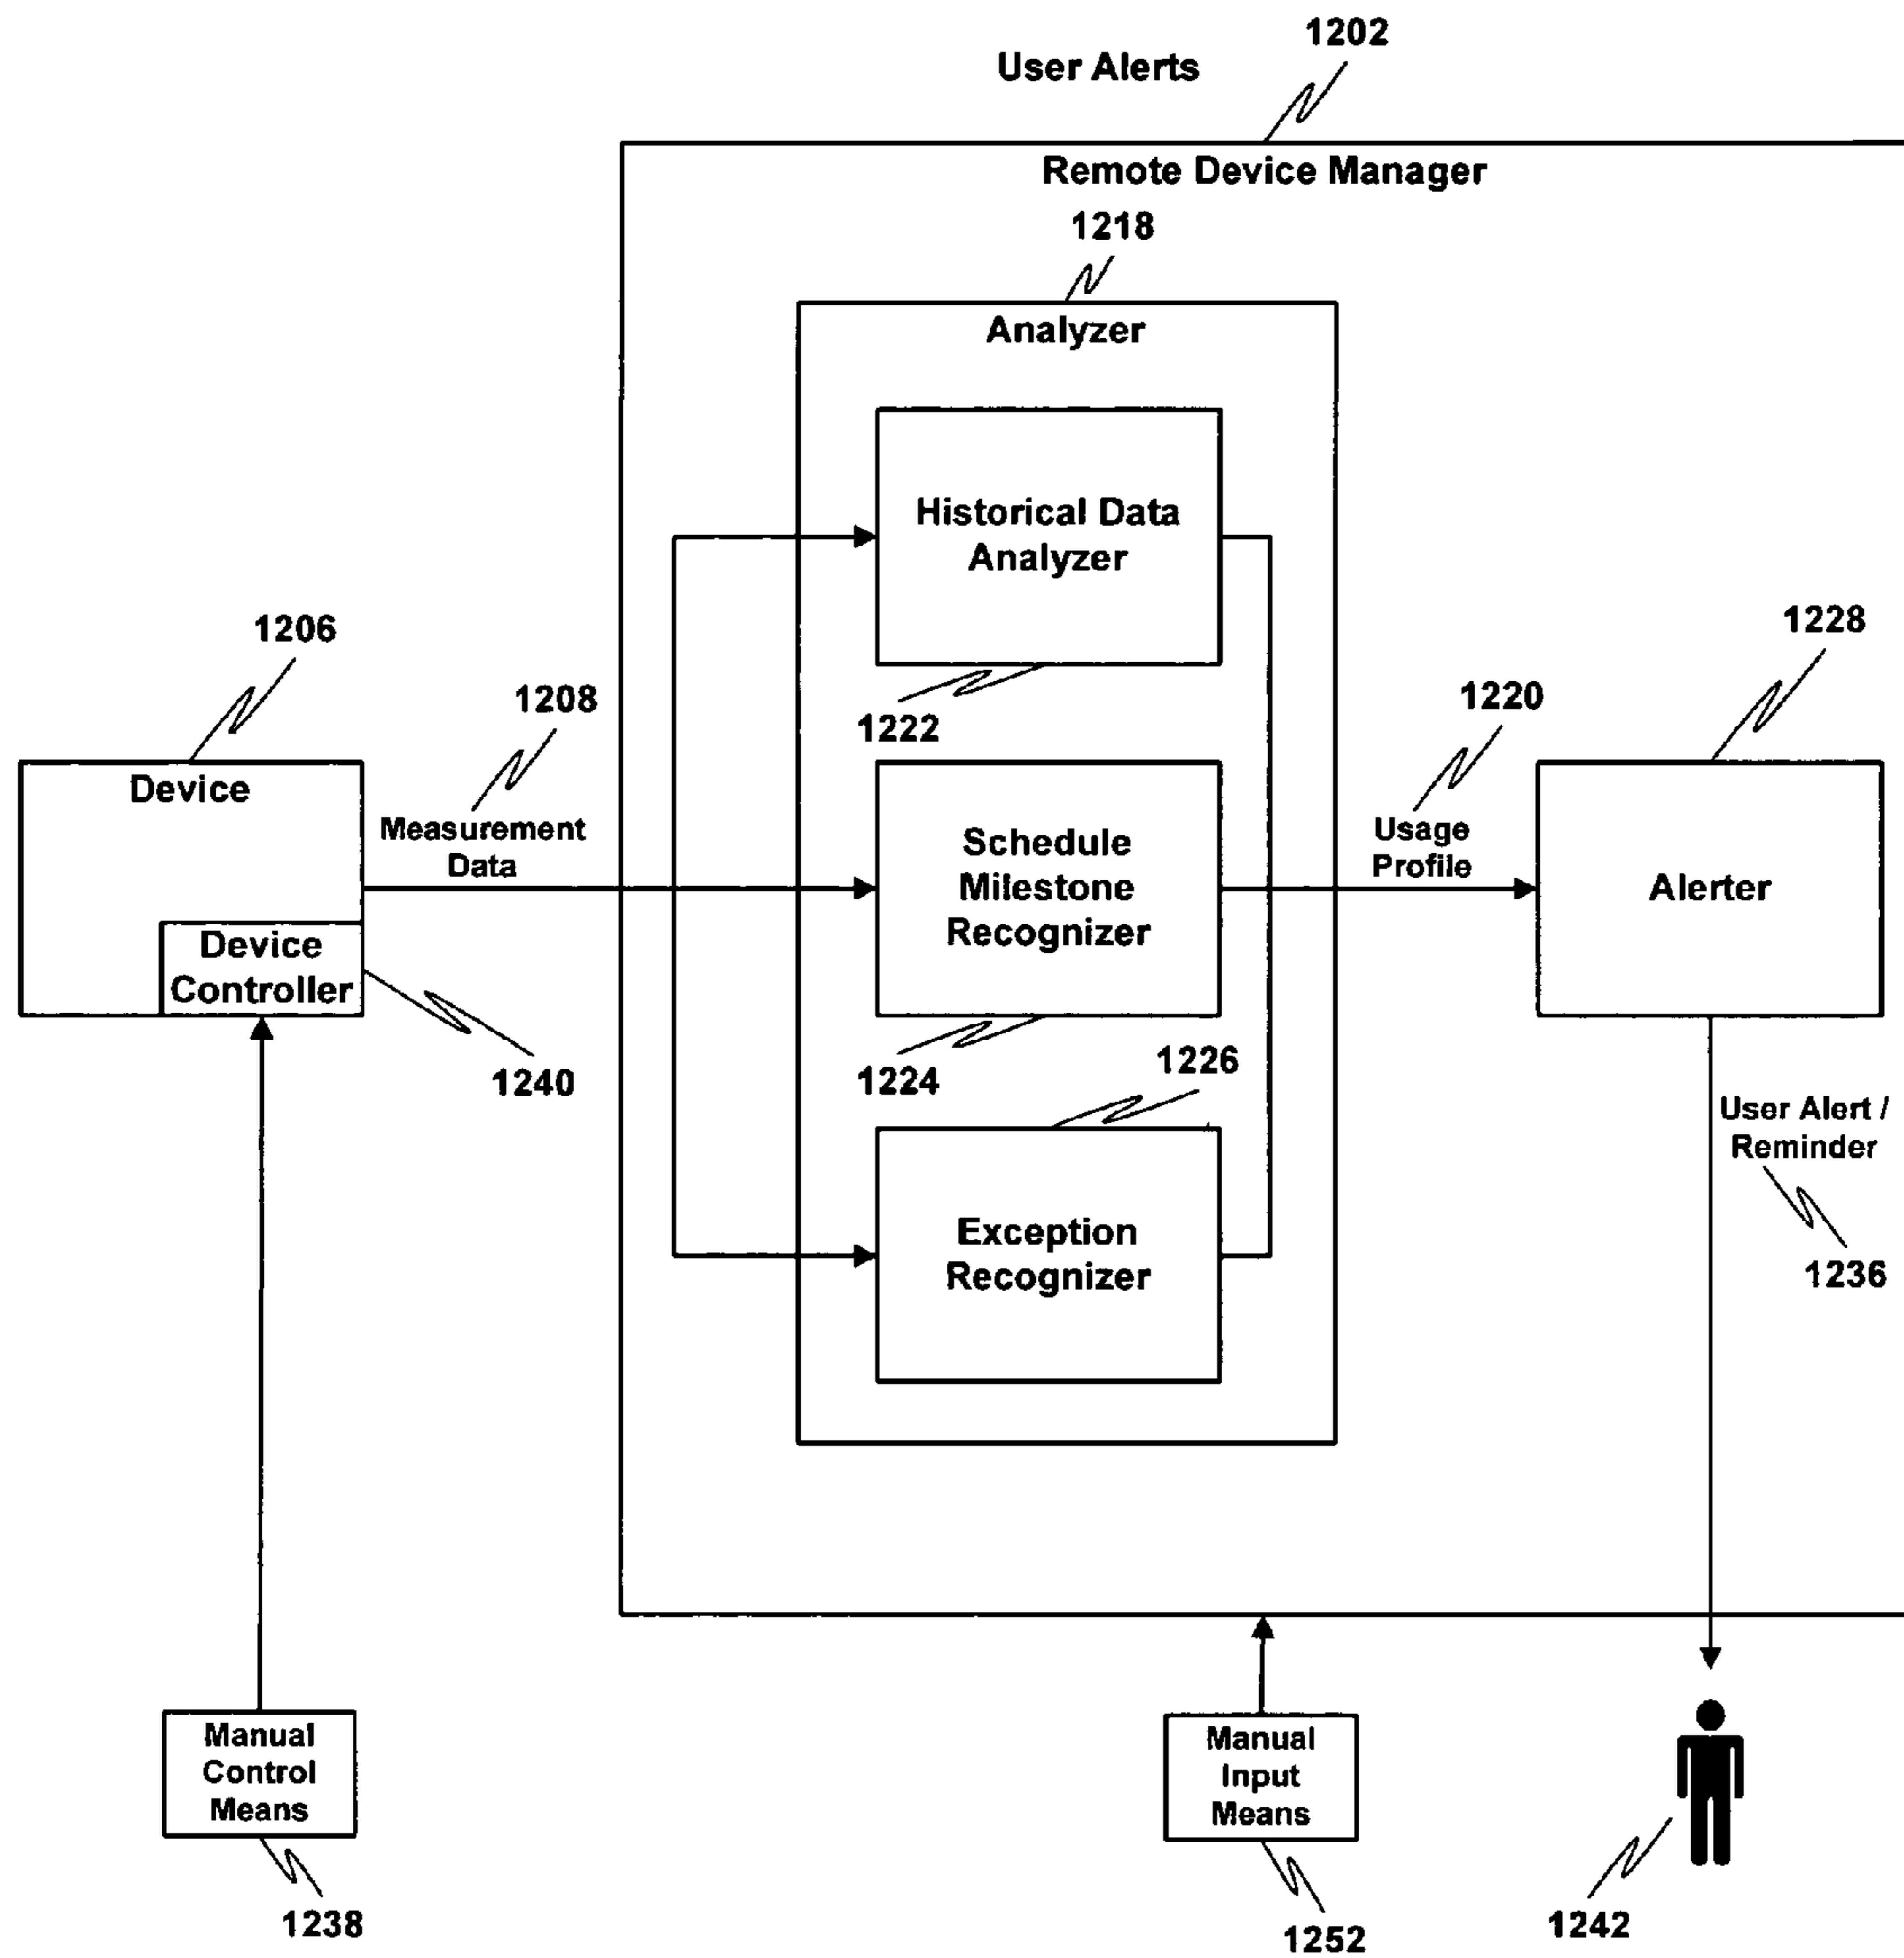 1202
User Alerts
Remote Device Manager
1218
Analyzer
Historical Data
Analyzer
1222
1206
1208
Device
Measurement
Data
Device
Controller
1240
Schedule
Milestone
Recognizer
1224
1226
Exception
Recognizer
1220
1228
Usage
Profile
Alerter
User Alert /
Reminder
1236
Manual
Control
Means
1238
Manual
Input
Means
1252
1242